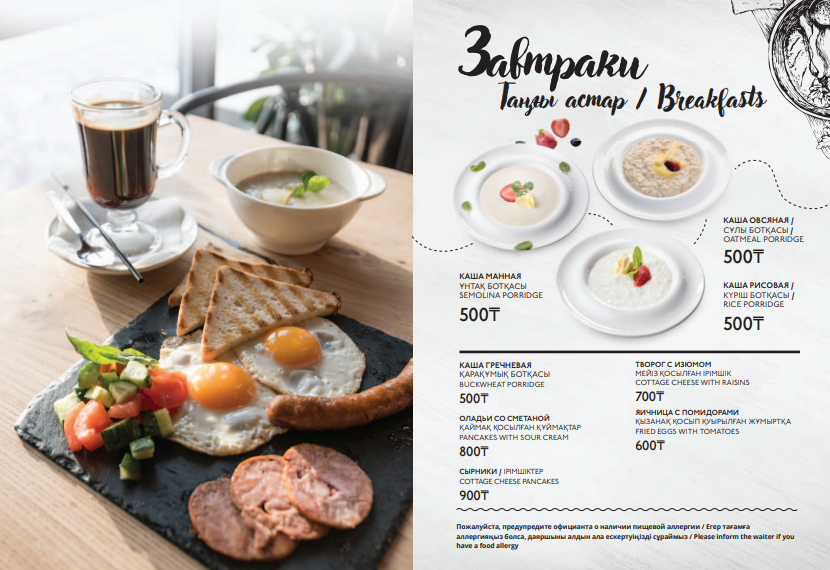 Завтраки
Таңғы астар / Breakfasts
КАША ОВСЯНАЯ /
СҰЛЫ БОТҚАСЫ /
OATMEAL PORRIDGE
500₸
КАША МАННАЯ
ҰНТАҚ БОТҚАСЫ
SEMOLINA PORRIDGE
500₸
КАША РИСОВАЯ /
КҮРІШ БОТҚАСЫ /
RICE PORRIDGE
500₸
КАША ГРЕЧНЕВАЯ
ҚАРАҚҰМЫҚ БОТҚАСЫ
BUCKWHEAT PORRIDGE
500₸
ОЛАДЬИ СО СМЕТАНОЙ
ҚАЙМАҚ ҚОСЫЛҒАН ҚҰЙМАҚТАР
PANCAKES WITH SOUR CREAM
800₸
СЫРНИКИ / ІРІМШІКТЕР
COTTAGE CHEESE PANCAKES
900₸
ТВОРОГ С ИЗЮМОМ
МЕЙІЗ ҚОСЫЛҒАН ІРІМШІК
COTTAGE CHEESE WITH RAISINS
700₸
ЯИЧНИЦА С ПОМИДОРАМИ
ҚЫЗАНАҚ ҚОСЫП ҚУЫРЫЛҒАН ЖҰМЫРТҚА
FRIED EGGS WITH TOMATOES
600₸
Пожалуйста, предупредите официанта о наличии пищевой аллергии / Егер тағамға
аллергияңыз болса, даяршыны алдын ала ескертуіңізді сұраймыз / Please inform the waiter if you
have a food allergy